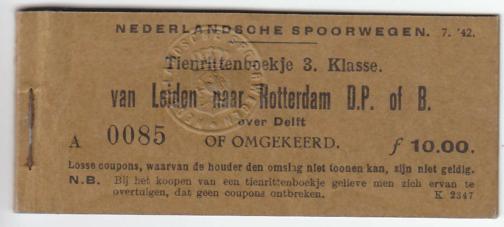 NEDERLANDSCHE SPOORWEGEN. 7. '42.
Tienrittenboekje 3. Klasse.
van Leiden naar Rotterdam D.P. of B.
over Delft
A 0085 OF OMGEKEERD. f 10.00.
Losse coupons, waarvan de houder den omslag niet toonen kan, zijn niet geldig.
N.B. Bij het koopen van een tienrittenboekje gelieve men zich ervan te
overtuigen, dat geen coupons ontbreken. K 2347